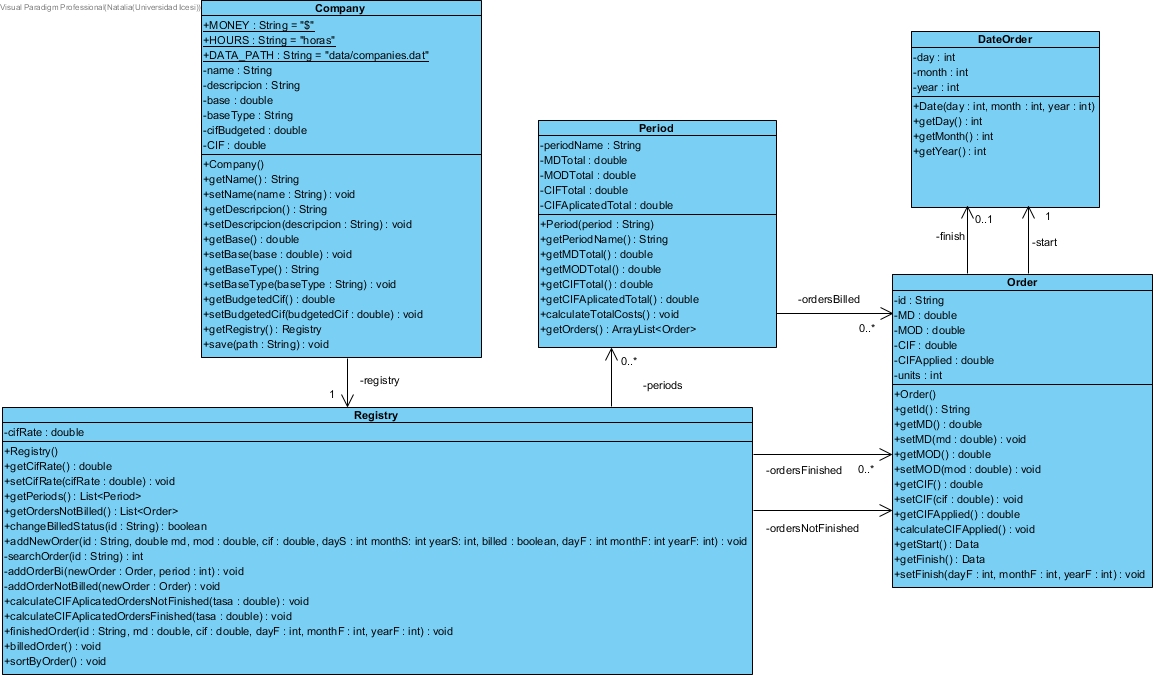 Visual Paradigm Professional(Natalia(Universidad Icesi))
Company
+MONEY : String = "$"
+HOURS : String = "horas"
+DATA_PATH : String = "data/companies.dat"
-name : String
-descripcion : String
-base : double
-baseType : String
-cifBudgeted : double
-CIF : double
+Company()
+getName() : String
+setName(name : String) : void
+getDescripcion() : String
+setDescripcion(descripcion : String) : void
+getBase() : double
+setBase(base : double) : void
+getBaseType() : String
+setBaseType(baseType : String) : void
+getBudgetedCif() : double
+setBudgetedCif(budgetedCif : double) : void
+getRegistry() : Registry
+save(path : String) : void
Period
-periodName : String
-MDTotal : double
-MODTotal : double
-CIFTotal : double
-CIFAplicatedTotal : double
+Period(period : String)
+getPeriodName() : String
+getMDTotal() : double
+getMODTotal() : double
+getCIFTotal() : double
+getCIFAplicatedTotal() : double
+calculateTotalCosts() : void
+getOrders() : ArrayList<Order>
DateOrder
-day : int
-month : int
-year : int
+Date(day : int, month : int, year : int)
+getDay() : int
+getMonth() : int
+getYear() : int
0..1
1
-finish
-start
-ordersBilled
0..*
Order
-id : String
-MD : double
-MOD : double
-CIF : double
-CIFApplied : double
-units : int
+Order()
+getId() : String
+getMD() : double
+setMD(md : double) : void
+getMOD() : double
+setMOD(mod : double) : void
+getCIF() : double
+setCIF(cif : double) : void
+getCIFApplied() : double
+calculateCIFApplied() : void
+getStart() : Data
+getFinish() : Data
+setFinish(dayF : int, monthF : int, yearF : int) : void
-registry
1
0..*
-periods
Registry
-cifRate : double
+Registry()
+getCifRate() : double
+setCifRate(cifRate : double) : void
+getPeriods() : List<Period>
+getOrdersNotBilled() : List<Order>
+changeBilledStatus(id : String) : boolean
+addNewOrder(id : String, double md, mod : double, cif : double, dayS : int monthS: int yearS: int, billed : boolean, dayF : int monthF: int yearF: int) : void
-searchOrder(id : String) : int
-addOrderBi(newOrder : Order, period : int) : void
-addOrderNotBilled(newOrder : Order) : void
+calculateCIFAplicatedOrdersNotFinished(tasa : double) : void
+calculateCIFAplicatedOrdersFinished(tasa : double) : void
+finishedOrder(id : String, md : double, cif : double, dayF : int, monthF : int, yearF : int) : void
+billedOrder() : void
+sortByOrder() : void
-ordersFinished
0..*
-ordersNotFinished